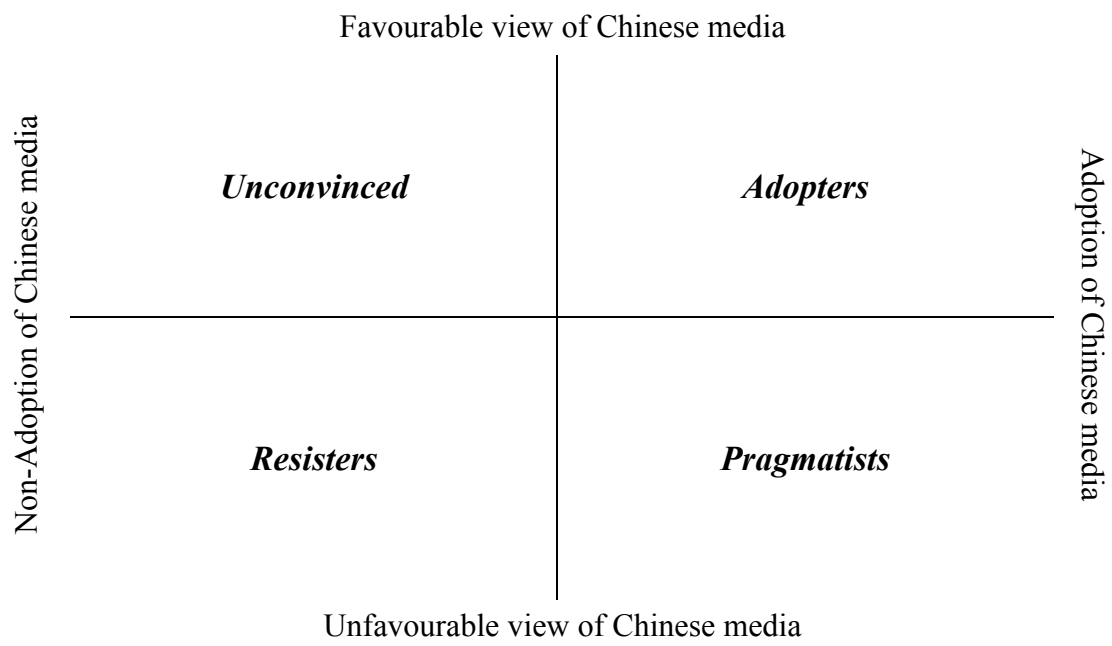 Favourable view of Chinese media
Non-Adoption of Chinese media
Unconvinced
Adopters
Adoption of Chinese media
Resisters
Pragmatists
Unfavourable view of Chinese media